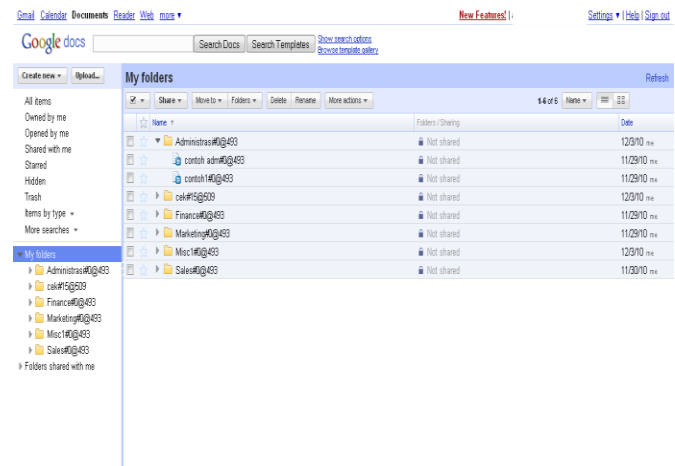 Gmail Calendar Documents Reader Web more ▼ New Features! | Settings ▼ | Help | Sign out
Google docs Search Docs Search Templates Show search options
Browse template gallery
Create new ▾ Upload... My folders Refresh
All items Share ▾ Move to ▾ Folders ▾ Delete Rename More actions ▾ 1-6 of 6 Name ▾
Owned by me Name ↑ Folders / Sharing Date
Opened by me Administrasi#0@493 Not shared 12/3/10 me
Shared with me contoh adm#0@493 Not shared 11/29/10 me
Starred
Hidden contoh1#0@493 Not shared 11/29/10 me
Trash cek#15@509 Not shared 12/3/10 me
Items by type ▾ Finance#0@493 Not shared 11/29/10 me
More searches ▾ Marketing#0@493 Not shared 11/29/10 me
My folders Misc1#0@493 Not shared 12/3/10 me
Administrasi#0@493 Sales#0@493 Not shared 11/30/10 me
cek#15@509
Finance#0@493
Marketing#0@493
Misc1#0@493
Sales#0@493
Folders shared with me